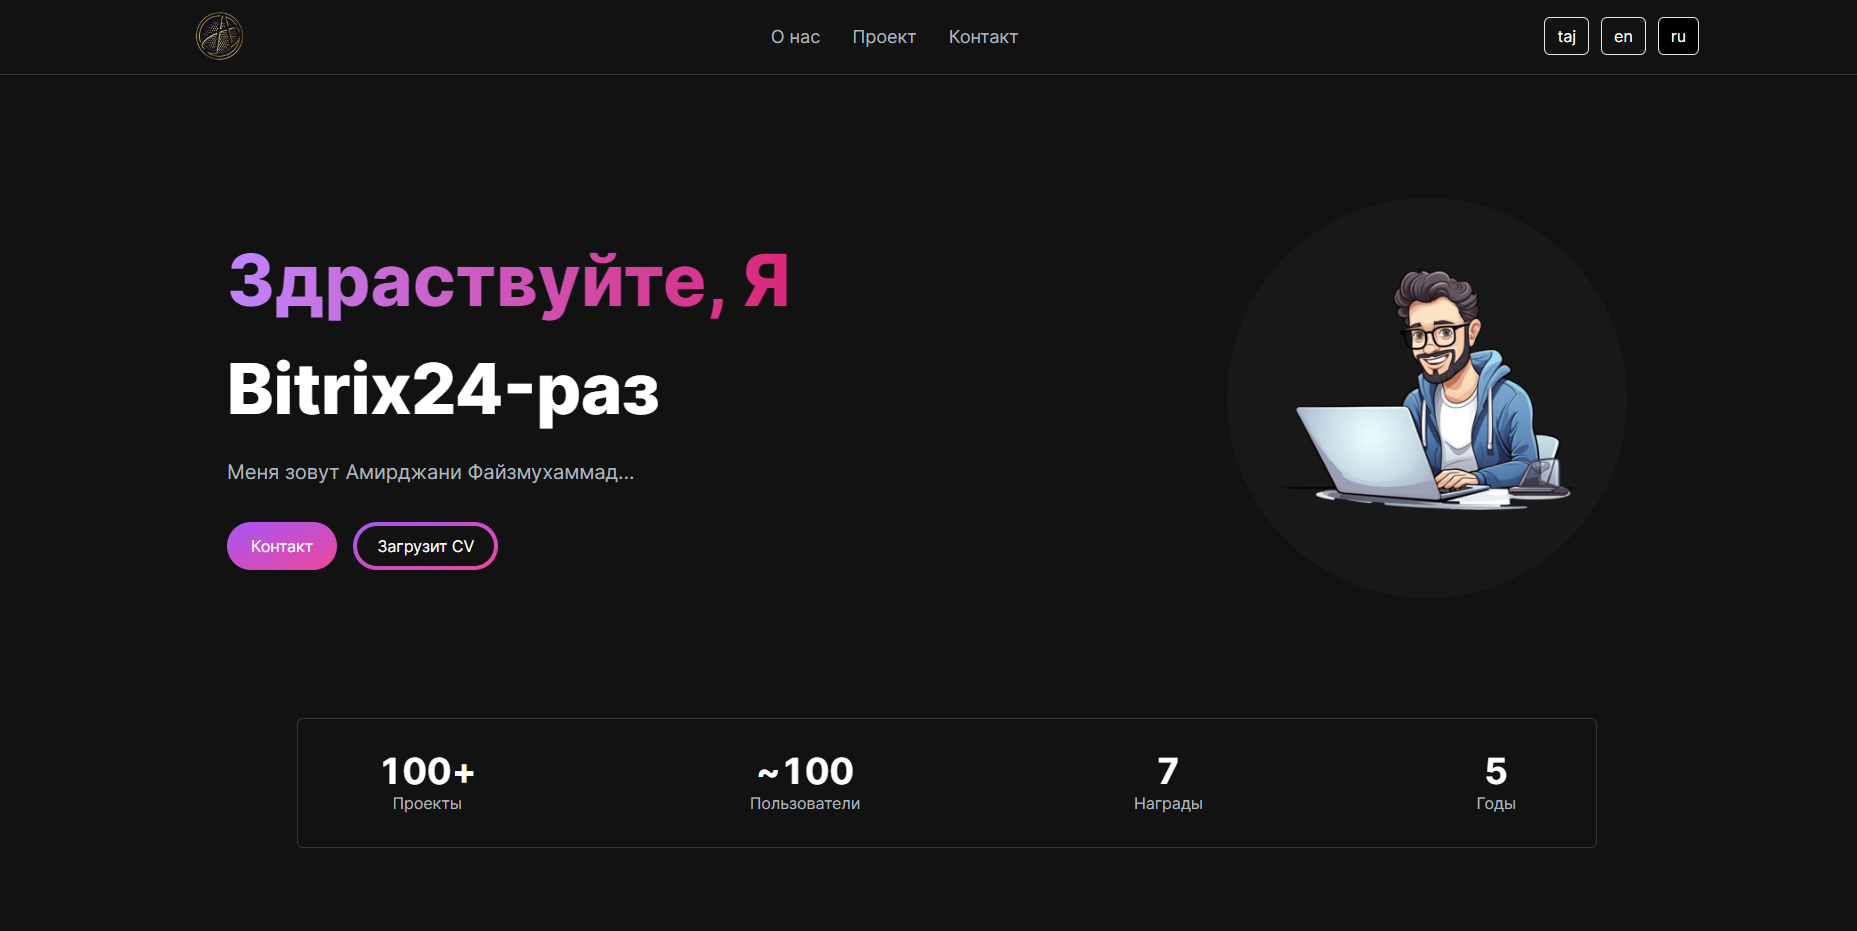 О нас
Проект
Контакт
taj
en
ru
Здраствуйте, Я
Bitrix24-раз
Меня зовут Амирджани Файзмухаммад...
Контакт
Загрузит CV
100+
Проекты
~100
Пользователи
7
Награды
5
Годы